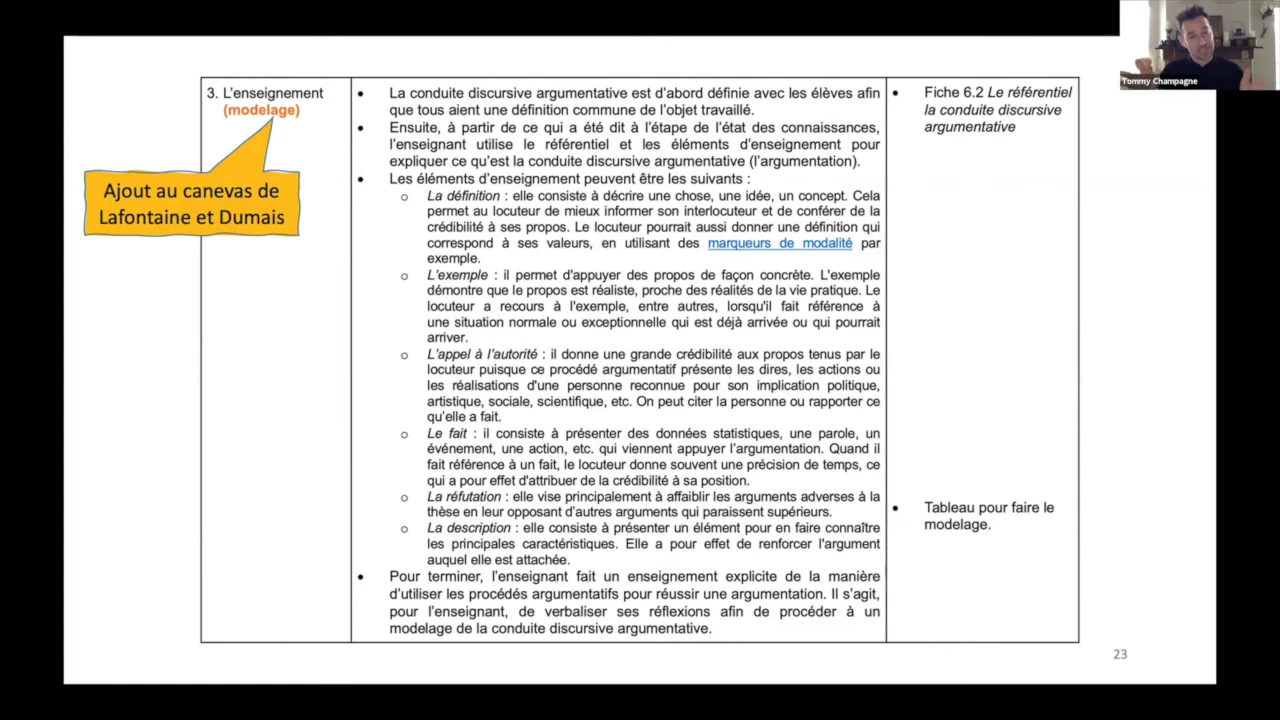 Tommy Champagne
3. L’enseignement
(modelage)
Ajout au canevas de
Lafontaine et Dumais
• La conduite discursive argumentative est d’abord définie avec les élèves afin
que tous aient une définition commune de l’objet travaillé.
• Ensuite, à partir de ce qui a été dit à l’étape de l’état des connaissances,
l’enseignant utilise le référentiel et les éléments d’enseignement pour
expliquer ce qu’est la conduite discursive argumentative (l’argumentation).
• Les éléments d’enseignement peuvent être les suivants :
o La définition : elle consiste à décrire une chose, une idée, un concept. Cela
permet au locuteur de mieux informer son interlocuteur et de conférer de la
crédibilité à ses propos. Le locuteur pourrait aussi donner une définition qui
correspond à ses valeurs, en utilisant des marqueurs de modalité par
exemple.
o L’exemple : il permet d'appuyer des propos de façon concrète. L'exemple
démontre que le propos est réaliste, proche des réalités de la vie pratique. Le
locuteur a recours à l'exemple, entre autres, lorsqu'il fait référence à
une situation normale ou exceptionnelle qui est déjà arrivée ou qui pourrait
arriver.
o L’appel à l’autorité : il donne une grande crédibilité aux propos tenus par le
locuteur puisque ce procédé argumentatif présente les dires, les actions ou
les réalisations d'une personne reconnue pour son implication politique,
artistique, sociale, scientifique, etc. On peut citer la personne ou rapporter ce
qu’elle a fait.
o Le fait : il consiste à présenter des données statistiques, une parole, un
événement, une action, etc. qui viennent appuyer l’argumentation. Quand il
fait référence à un fait, le locuteur donne souvent une précision de temps, ce
qui a pour effet d'attribuer de la crédibilité à sa position.
o La réfutation : elle vise principalement à affaiblir les arguments adverses à la
thèse en leur opposant d’autres arguments qui paraissent supérieurs.
o La description : elle consiste à présenter un élément pour en faire connaître
les principales caractéristiques. Elle a pour effet de renforcer l'argument
auquel elle est attachée.
• Pour terminer, l’enseignant fait un enseignement explicite de la manière
d’utiliser les procédés argumentatifs pour réussir une argumentation. Il s’agit,
pour l’enseignant, de verbaliser ses réflexions afin de procéder à un
modelage de la conduite discursive argumentative.
• Fiche 6.2 Le référentiel
la conduite discursive
argumentative
• Tableau pour faire le
modelage.
23